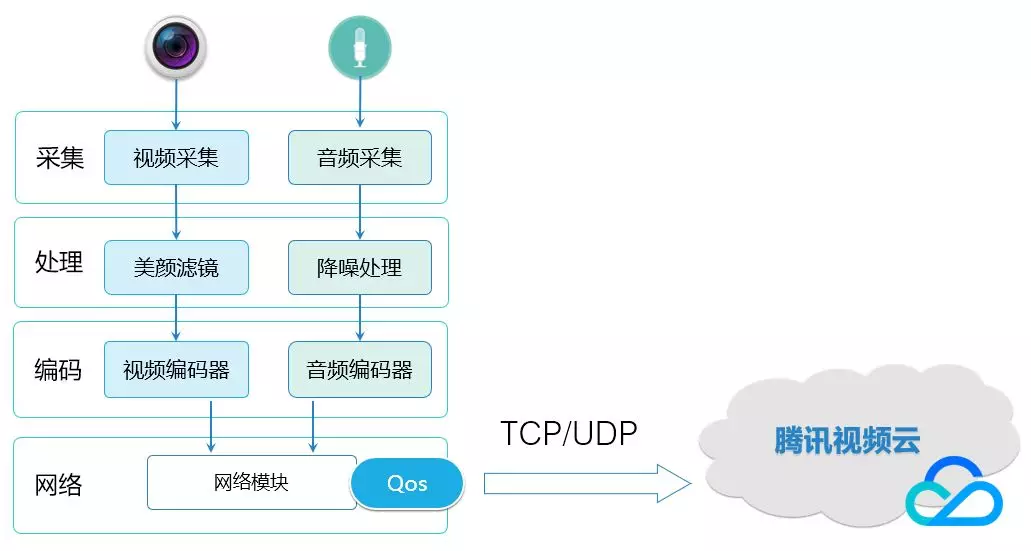 采集
视频采集
音频采集
处理
美颜滤镜
降噪处理
编码
视频编码器
音频编码器
网络
网络模块
Qos
TCP/UDP
腾讯视频云